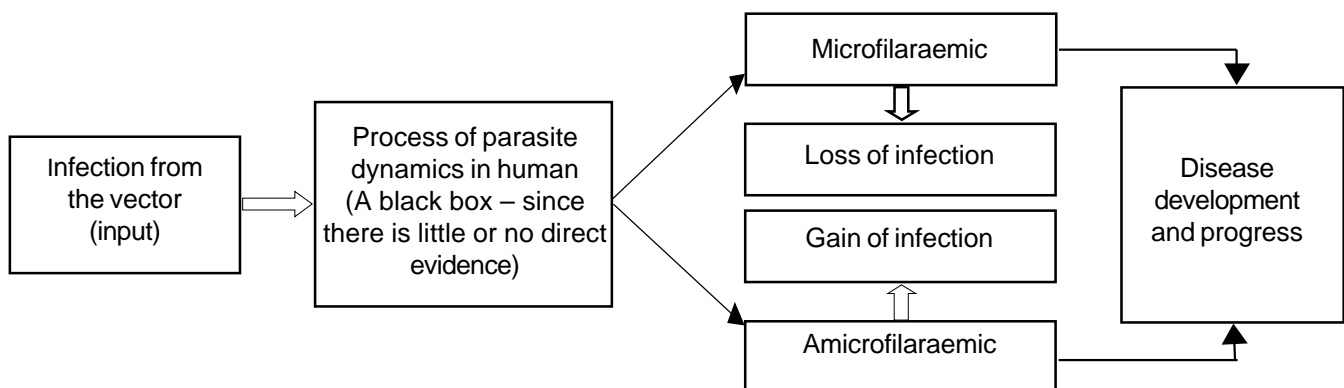 Infection from
the vector
(input)
Process of parasite
dynamics in human
(A black box – since
there is little or no direct
evidence)
Microfilaraemic
Loss of infection
Gain of infection
Amicrofilaraemic
Disease
development
and progress